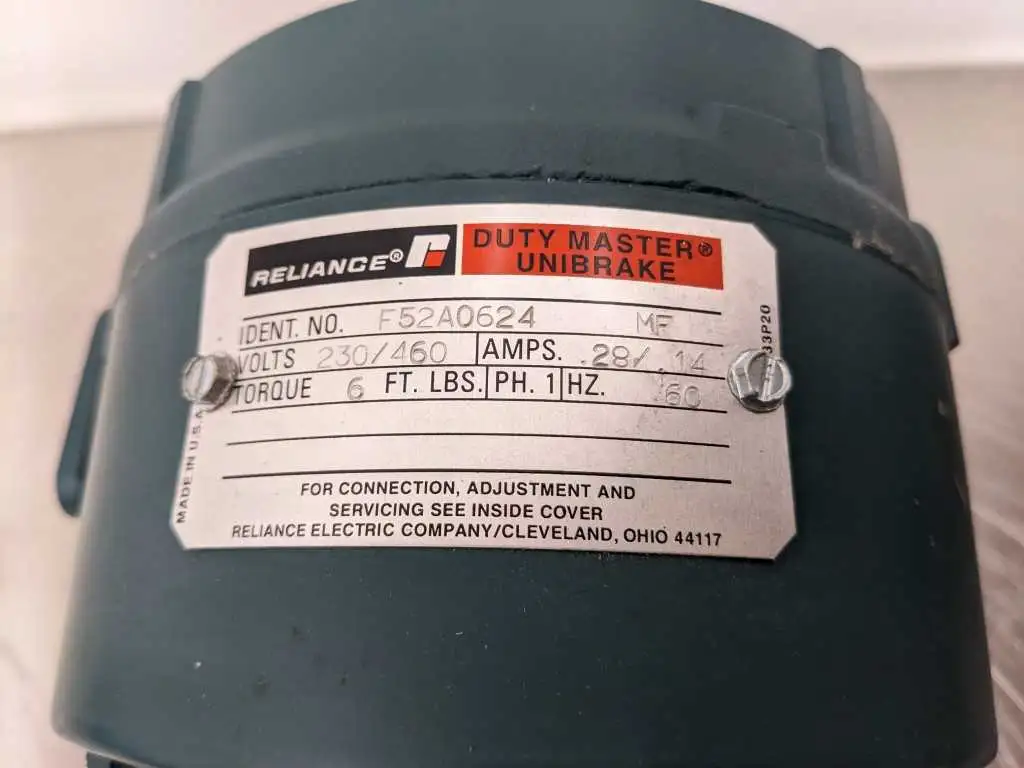 RELIANCE®
DUTY MASTER®
UNIBRAKE
IDENT. NO. F52A0624 MF
VOLTS 230/460 AMPS. .28/.14
TORQUE 6 FT. LBS. PH. 1 HZ. 60
FOR CONNECTION, ADJUSTMENT AND
SERVICING SEE INSIDE COVER
RELIANCE ELECTRIC COMPANY/CLEVELAND, OHIO 44117
MADE IN U.S.A